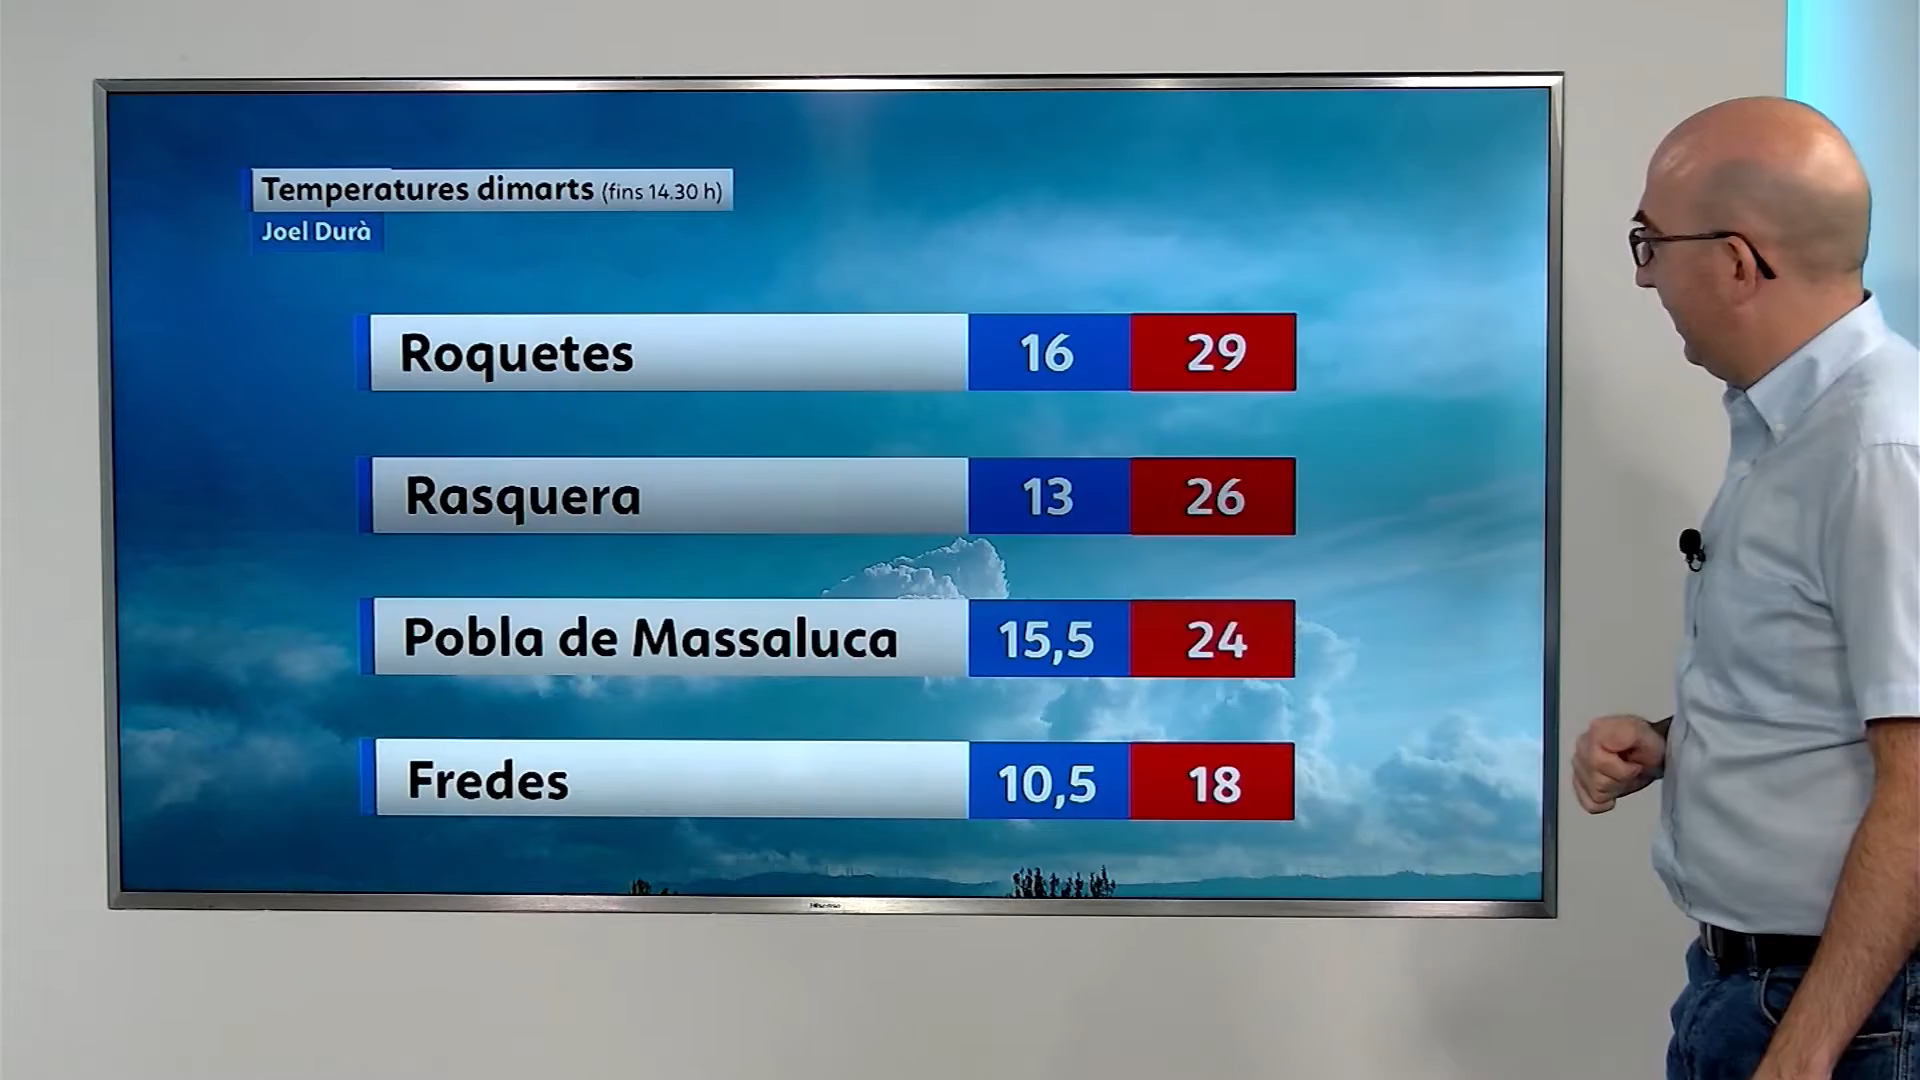 Temperatures dimarts (fins 14.30 h)
Joel Durà
Roquetes 16 29
Rasquera 13 26
Pobla de Massaluca 15,5 24
Fredes 10,5 18
Hisense